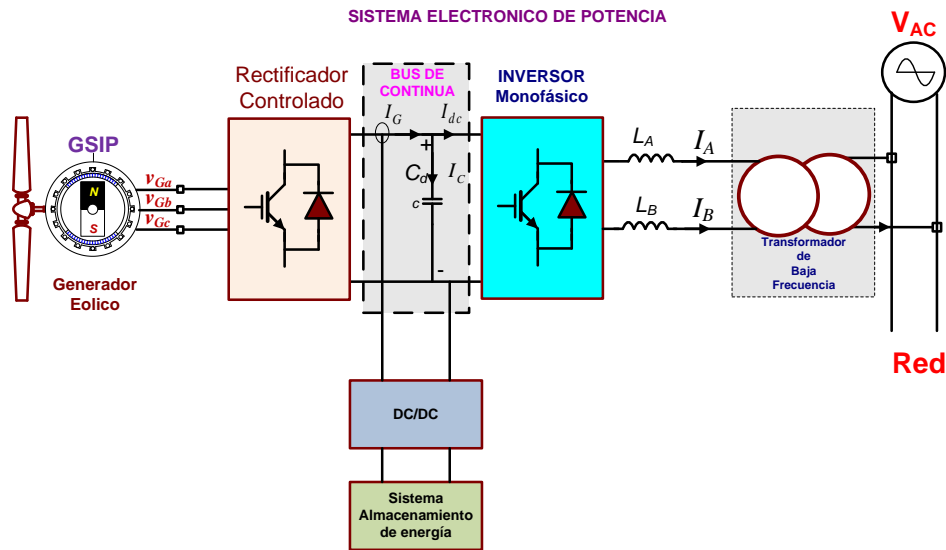 SISTEMA ELECTRONICO DE POTENCIA
V_AC
Rectificador
Controlado
BUS DE
CONTINUA
INVERSOR
Monofásico
GSIP
I_G
I_dc
L_A
I_A
v_Ga
v_Gb
v_Gc
N
S
+
C_d
c
I_C
-
L_B
I_B
Transformador
de
Baja
Frecuencia
Generador
Eolico
Red
DC/DC
Sistema
Almacenamiento
de energía